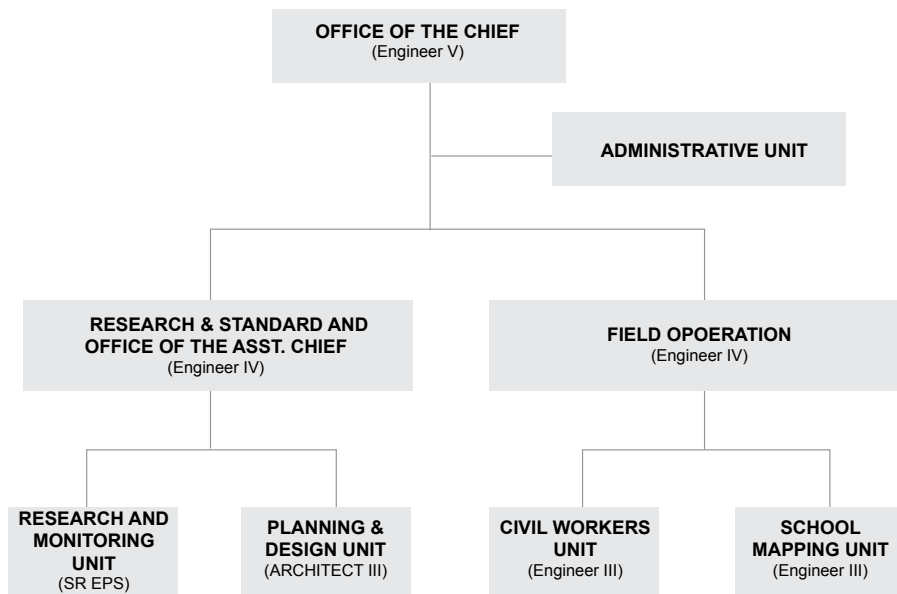 OFFICE OF THE CHIEF
(Engineer V)
ADMINISTRATIVE UNIT
RESEARCH & STANDARD AND
OFFICE OF THE ASST. CHIEF
(Engineer IV)
FIELD OPOERATION
(Engineer IV)
RESEARCH AND
MONITORING
UNIT
(SR EPS)
PLANNING &
DESIGN UNIT
(ARCHITECT III)
CIVIL WORKERS
UNIT
(Engineer III)
SCHOOL
MAPPING UNIT
(Engineer III)